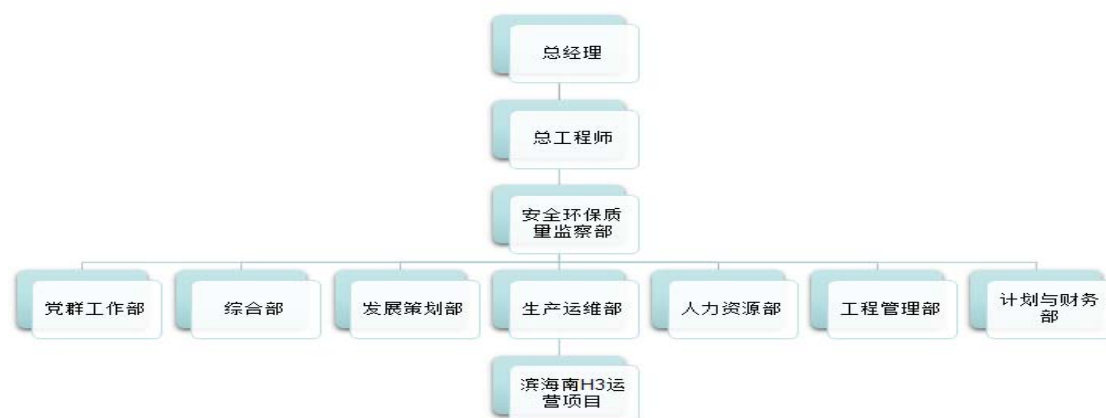 总经理
总工程师
安全环保质
量监察部
党群工作部
综合部
发展策划部
生产运维部
人力资源部
工程管理部
计划与财务
部
滨海南H3运
营项目